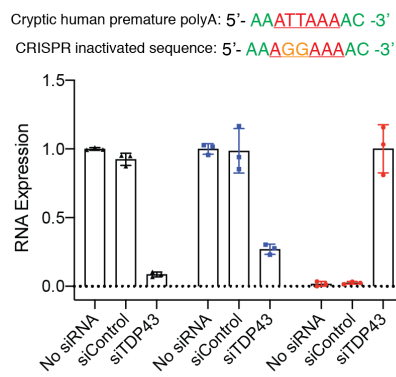 Cryptic human premature polyA: 5'- AAATTAAAAC -3'
CRISPR inactivated sequence: 5'- AAAGGAAAAC -3'
RNA Expression
1.5
1.0
0.5
0.0
No siRNA
siControl
siTDP43
No siRNA
siControl
siTDP43
No siRNA
siControl
siTDP43